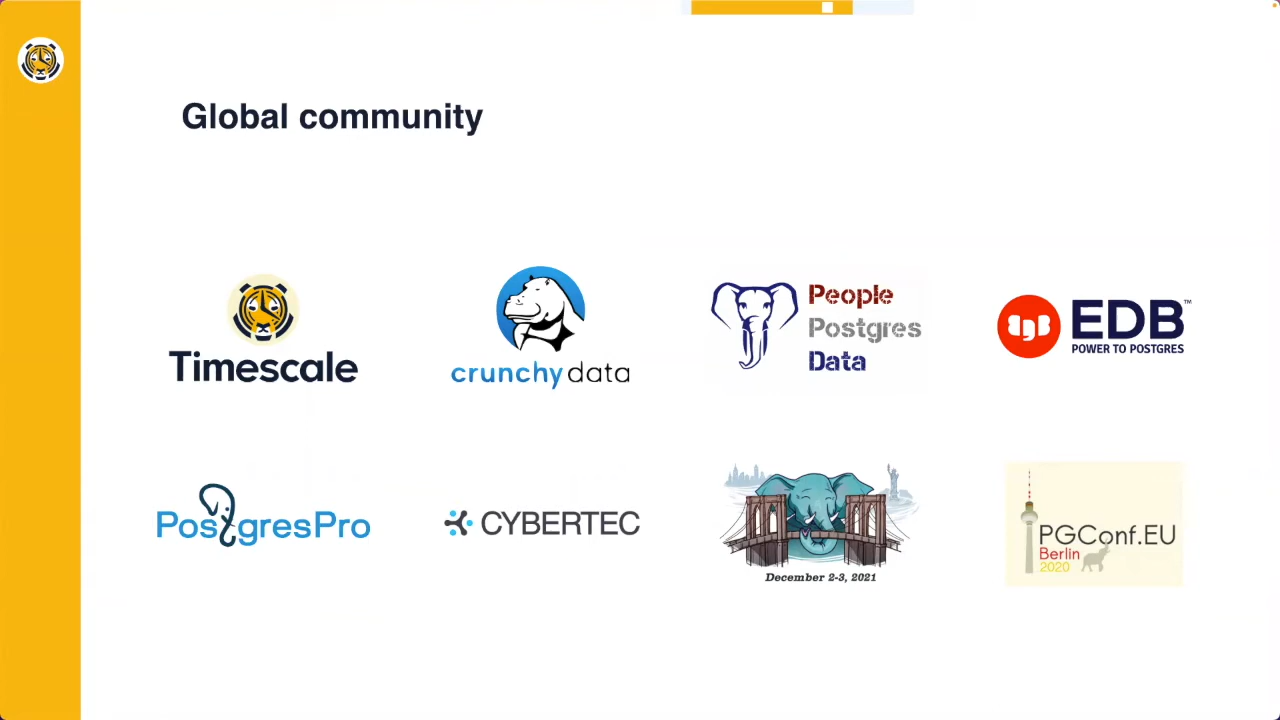 Global community
Timescale
crunchy data
People
Postgres
Data
EDB™
POWER TO POSTGRES
PostgresPro
CYBERTEC
December 2-3, 2021
PGConf.EU
Berlin
2020